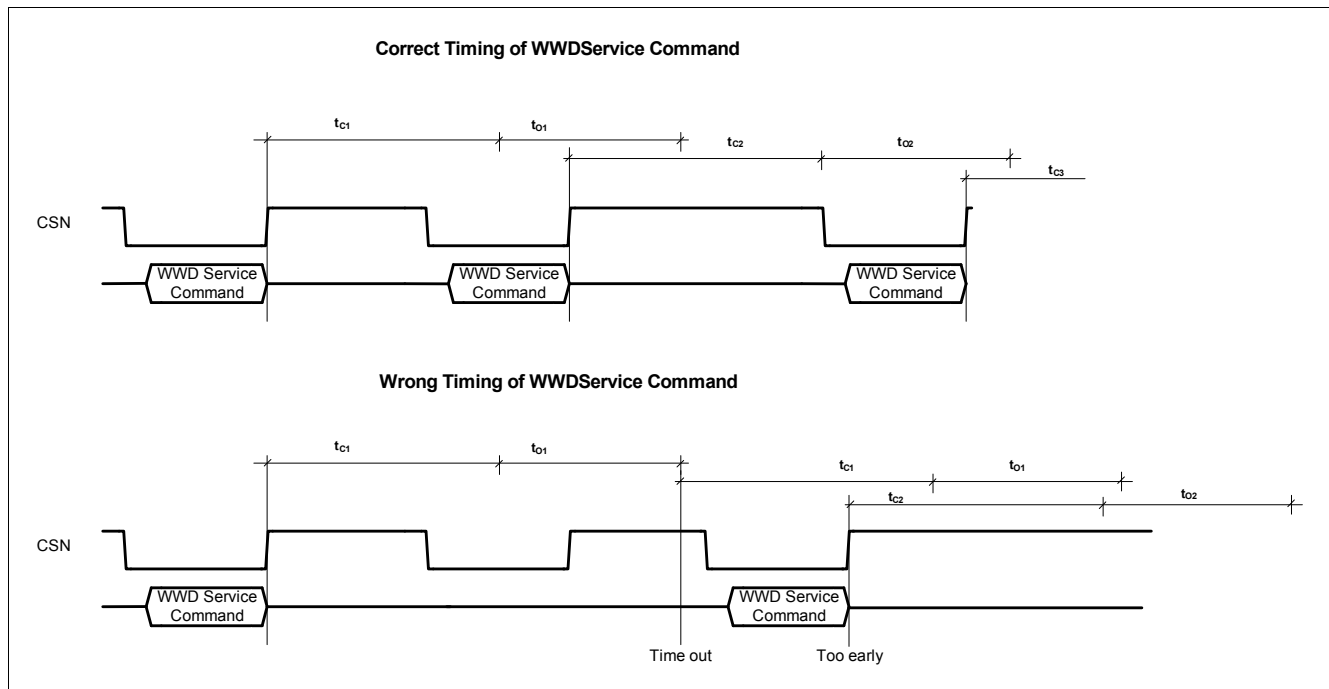 Correct Timing of WWDService Command
tC1
tO1
tC2
tO2
tC3
CSN
WWD Service
Command
WWD Service
Command
WWD Service
Command
Wrong Timing of WWDService Command
tC1
tO1
tC1
tO1
tC2
tO2
CSN
WWD Service
Command
WWD Service
Command
Time out
Too early